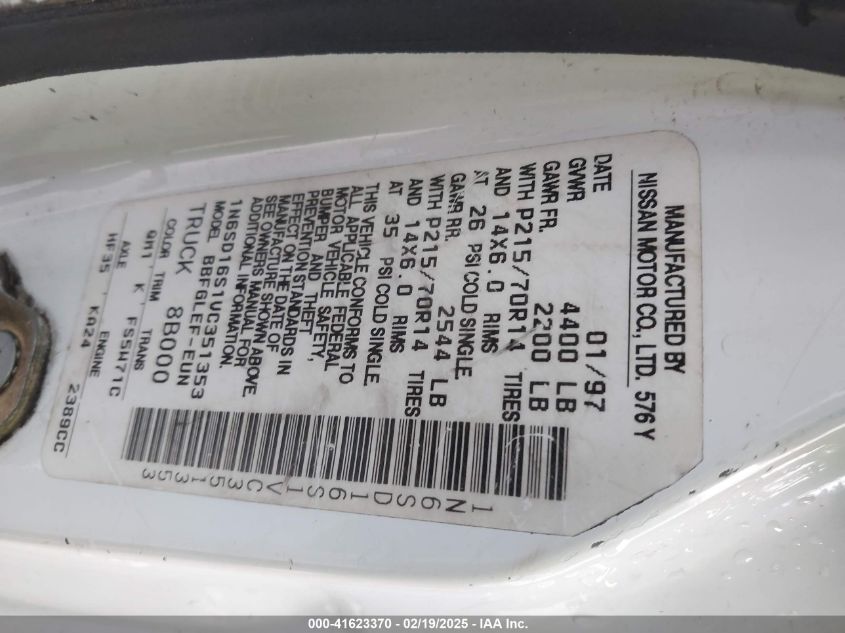 MANUFACTURED BY
NISSAN MOTOR CO., LTD. 576 Y
DATE 01/97
GVWR 4400 LB
GAWR FR. 2200 LB
WITH P215/70R14 TIRES
AND 14X6.0 RIMS
AT 26 PSI COLD SINGLE
GAWR RR. 2544 LB
WITH P215/70R14 TIRES
AND 14X6.0 RIMS
AT 35 PSI COLD SINGLE
THIS VEHICLE CONFORMS TO
ALL APPLICABLE FEDERAL
MOTOR VEHICLE SAFETY,
BUMPER AND THEFT
PREVENTION STANDARDS IN
EFFECT ON THE DATE OF
MANUFACTURE SHOWN ABOVE.
SEE OWNERS MANUAL FOR
ADDITIONAL INFORMATION.
1N6SD16S1VC351353
MODEL BBFGLEF-EUN
TRUCK 8B000
COLOR TRIM
QM1 K FS5W71C
AXLE TRANS
HF35 KA24 2389CC
ENGINE
1N6SD16S1VC351353
000-41623370 - 02/19/2025 - IAA Inc.